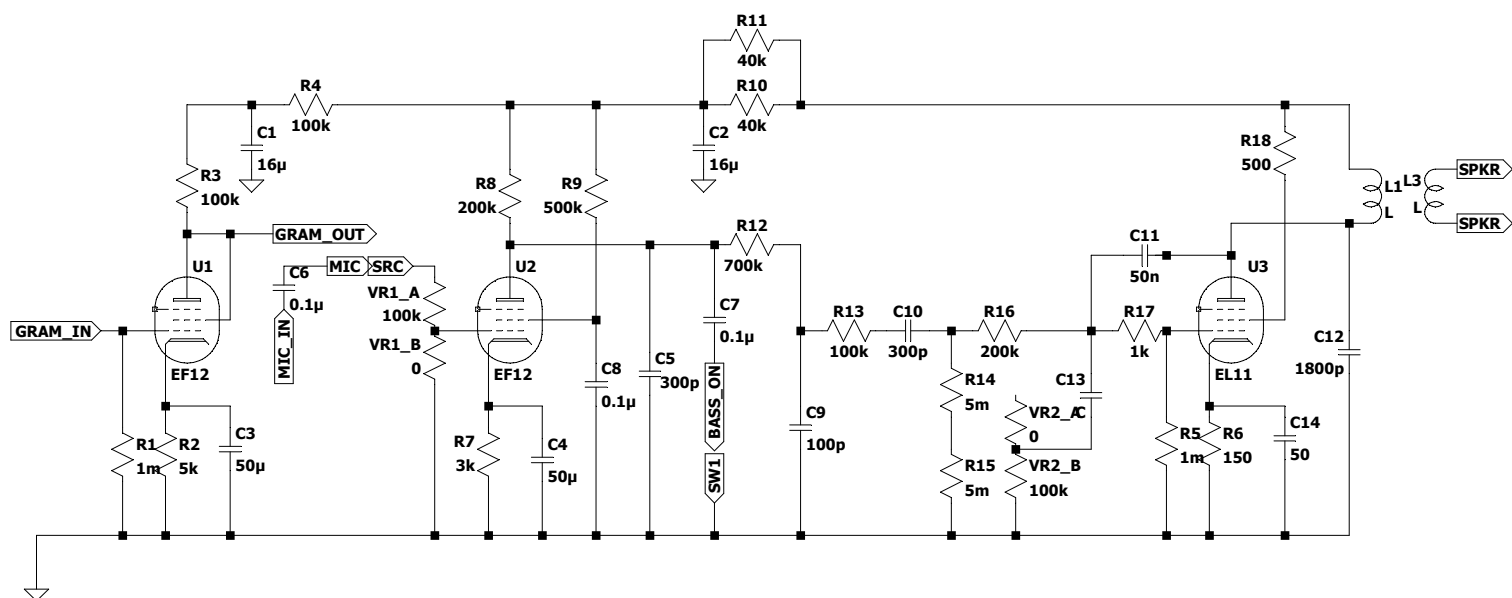 R11
40k
R4
100k
R10
40k
C1
16µ
C2
16µ
R18
500
R3
100k
R8
200k
R9
500k
L1
L
L3
L
SPKR
SPKR
GRAM_OUT
R12
700k
C11
50n
U1
C6
0.1µ
MIC
SRC
U2
U3
VR1_A
100k
C7
0.1µ
GRAM_IN
MIC_IN
VR1_B
0
R13
100k
C10
300p
R16
200k
R17
1k
EF12
EF12
EL11
C12
1800p
C8
0.1µ
C5
300p
BASS_ON
C9
100p
R14
5m
C13
VR2_A
C
0
R1
1m
R2
5k
C3
50µ
R7
3k
C4
50µ
SW1
R15
5m
VR2_B
100k
R5
1m
R6
150
C14
50